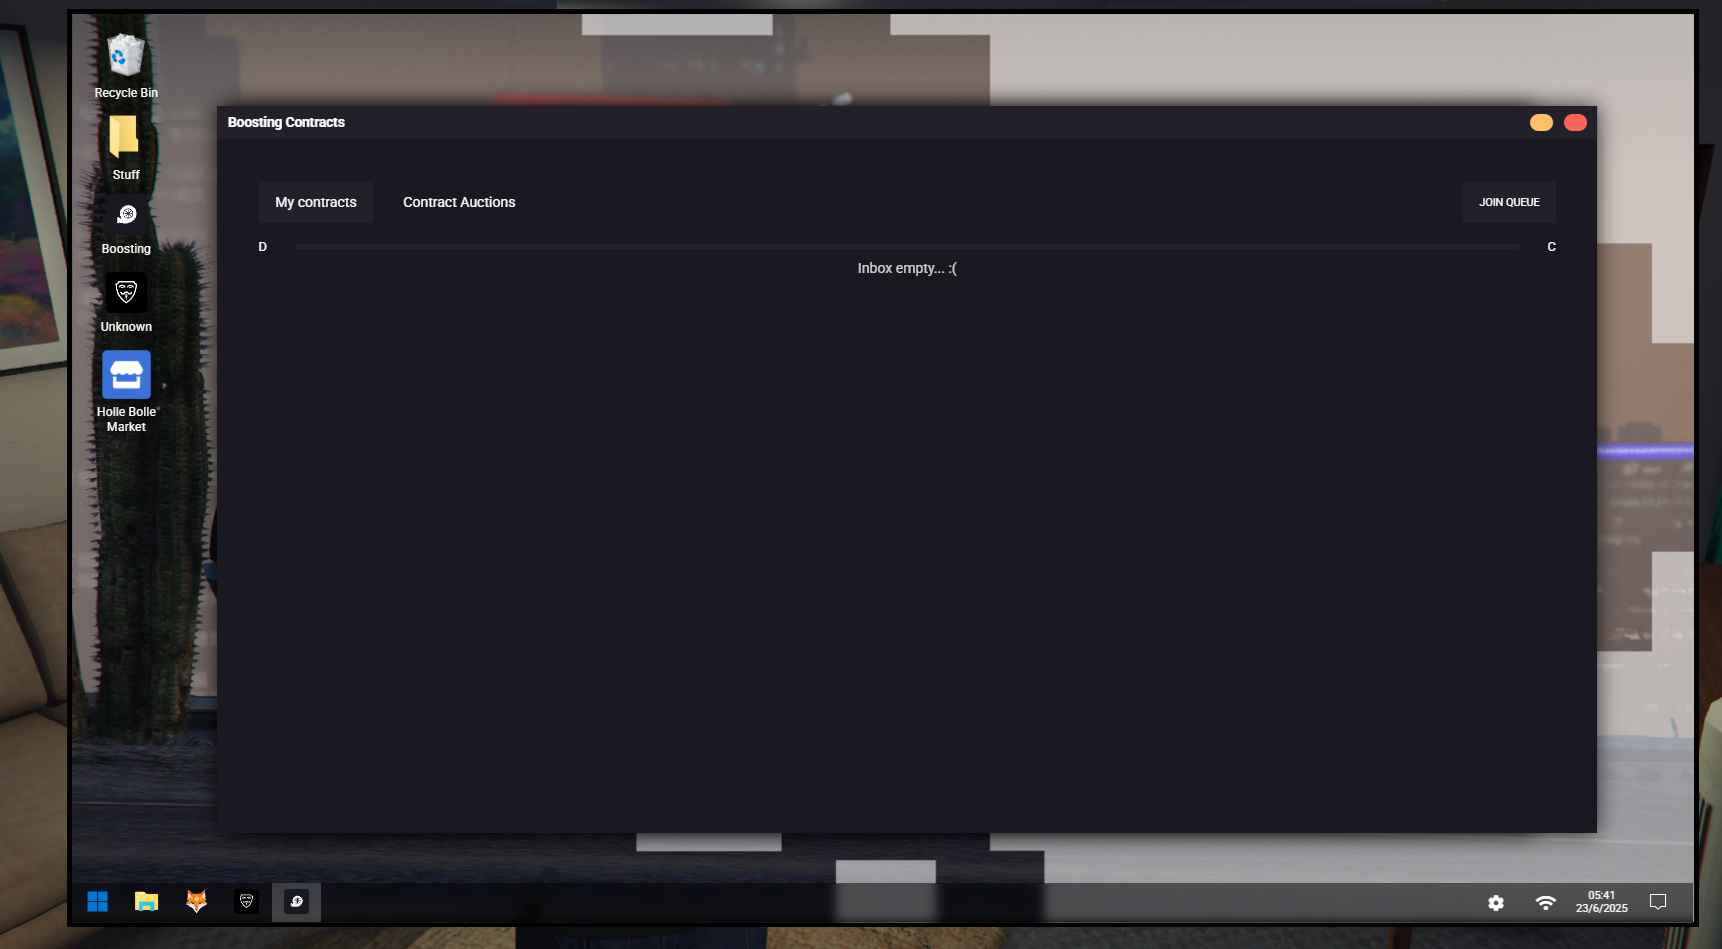 Recycle Bin
Stuff
Boosting
Unknown
Holle Bolle
Market
Boosting Contracts
My contracts
Contract Auctions
JOIN QUEUE
D
C
Inbox empty... :(
05:41
23/6/2025